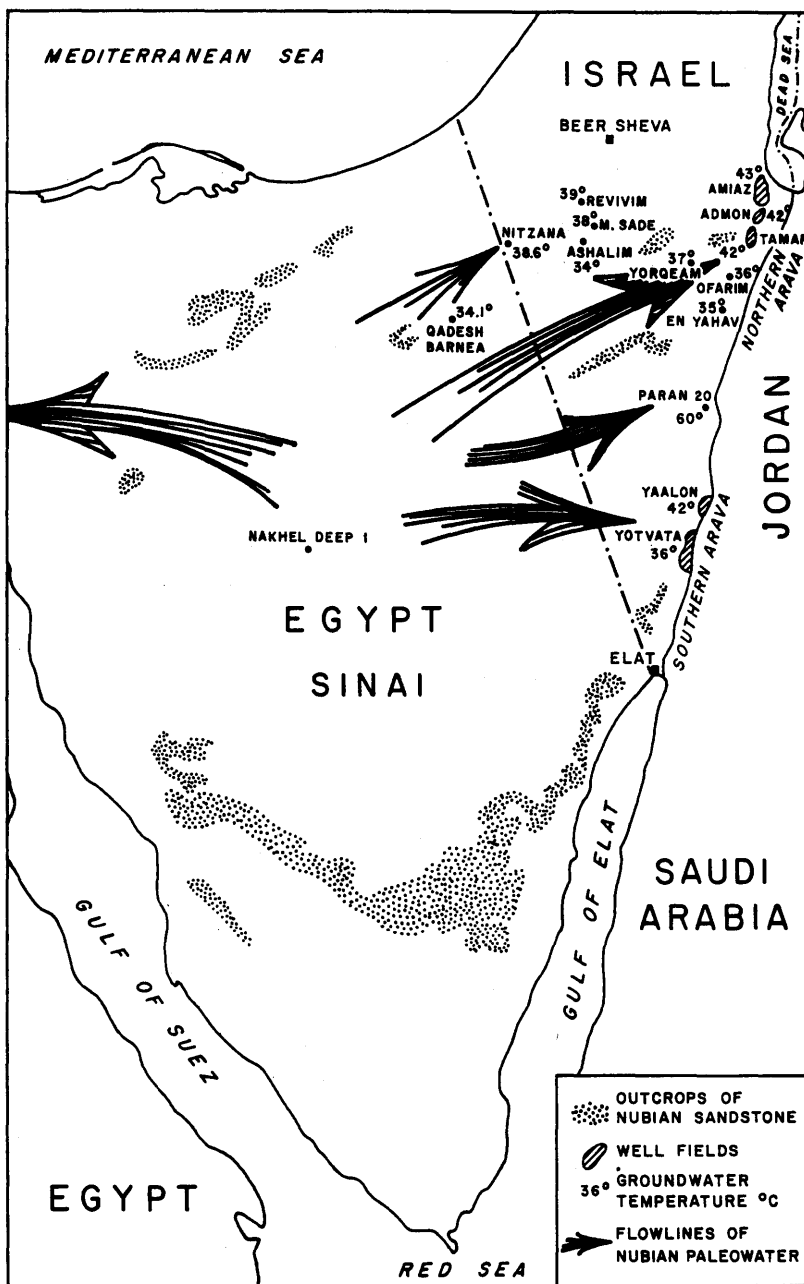 MEDITERRANEAN SEA
ISRAEL
DEAD SEA
BEER SHEVA
43°
AMIAZ
39°
REVIVIM
ADMON
42°
38°
M. SADE
NITZANA
38.6°
ASHALIM
34°
42°
TAMAR
37°
YORQEAM
36°
OFARIM
35°
EN YAHAV
NORTHERN ARAVA
34.1°
QADESH
BARNEA
PARAN 20
60°
JORDAN
YAALON
42°
NAKHEL DEEP 1
YOTVATA
36°
SOUTHERN ARAVA
EGYPT
SINAI
ELAT
GULF OF ELAT
SAUDI
ARABIA
GULF OF SUEZ
EGYPT
RED SEA
OUTCROPS OF
NUBIAN SANDSTONE
WELL FIELDS
36° GROUNDWATER
TEMPERATURE °C
FLOWLINES OF
NUBIAN PALEOWATER